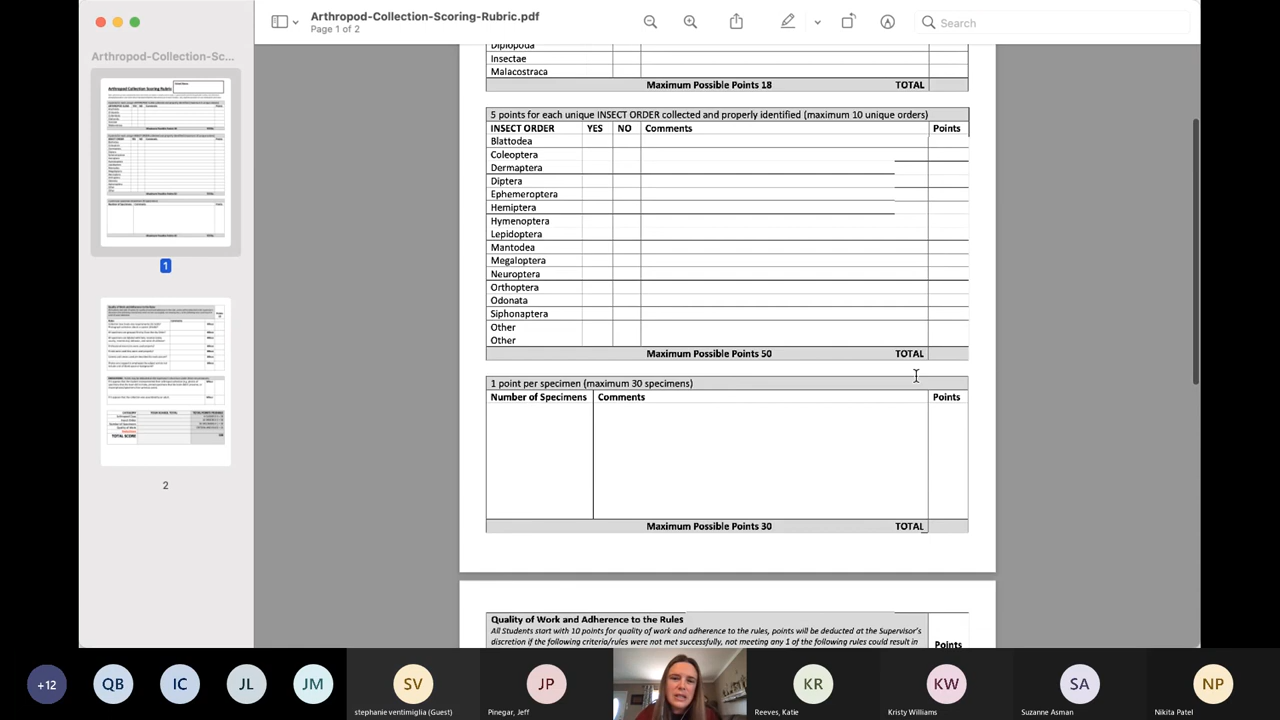 Arthropod-Collection-Scoring-Rubric.pdf
Page 1 of 2
Search
Arthropod-Collection-Sc...
1
2
Diplopoda
Insectae
Malacostraca
Maximum Possible Points 18 TOTAL
5 points for each unique INSECT ORDER collected and properly identified (maximum 10 unique orders)
INSECT ORDER YES NO Comments Points
Blattodea
Coleoptera
Dermaptera
Diptera
Ephemeroptera
Hemiptera
Hymenoptera
Lepidoptera
Mantodea
Megaloptera
Neuroptera
Orthoptera
Odonata
Siphonaptera
Other
Other
Maximum Possible Points 50 TOTAL
1 point per specimen (maximum 30 specimens)
Number of Specimens Comments Points
Maximum Possible Points 30 TOTAL
Quality of Work and Adherence to the Rules
All Students start with 10 points for quality of work and adherence to the rules, points will be deducted at the Supervisor's
discretion if the following criteria/rules were not met successfully, not meeting any 1 of the following rules could result in
Points
+12 QB IC JL JM SV JP KR KW SA NP
stephanie ventimiglia (Guest) Pinegar, Jeff Reeves, Katie Kristy Williams Suzanne Asman Nikita Patel